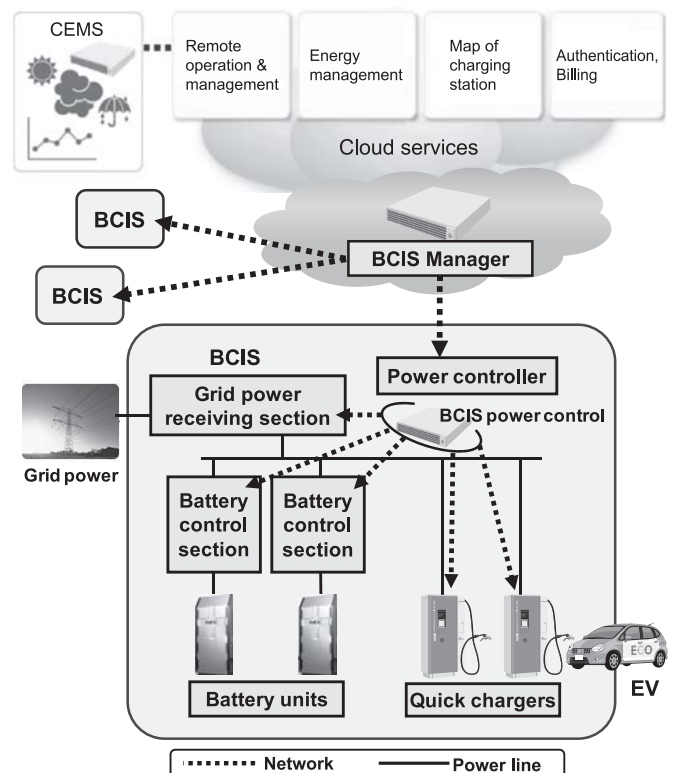 CEMS
Remote
operation &
management
Energy
management
Map of
charging
station
Authentication,
Billing
Cloud services
BCIS
BCIS
BCIS Manager
BCIS
Power controller
Grid power
receiving section
BCIS power control
Grid power
Battery
control
section
Battery
control
section
NEC
NEC
ECO
EV
Battery units
Quick chargers
Network
Power line